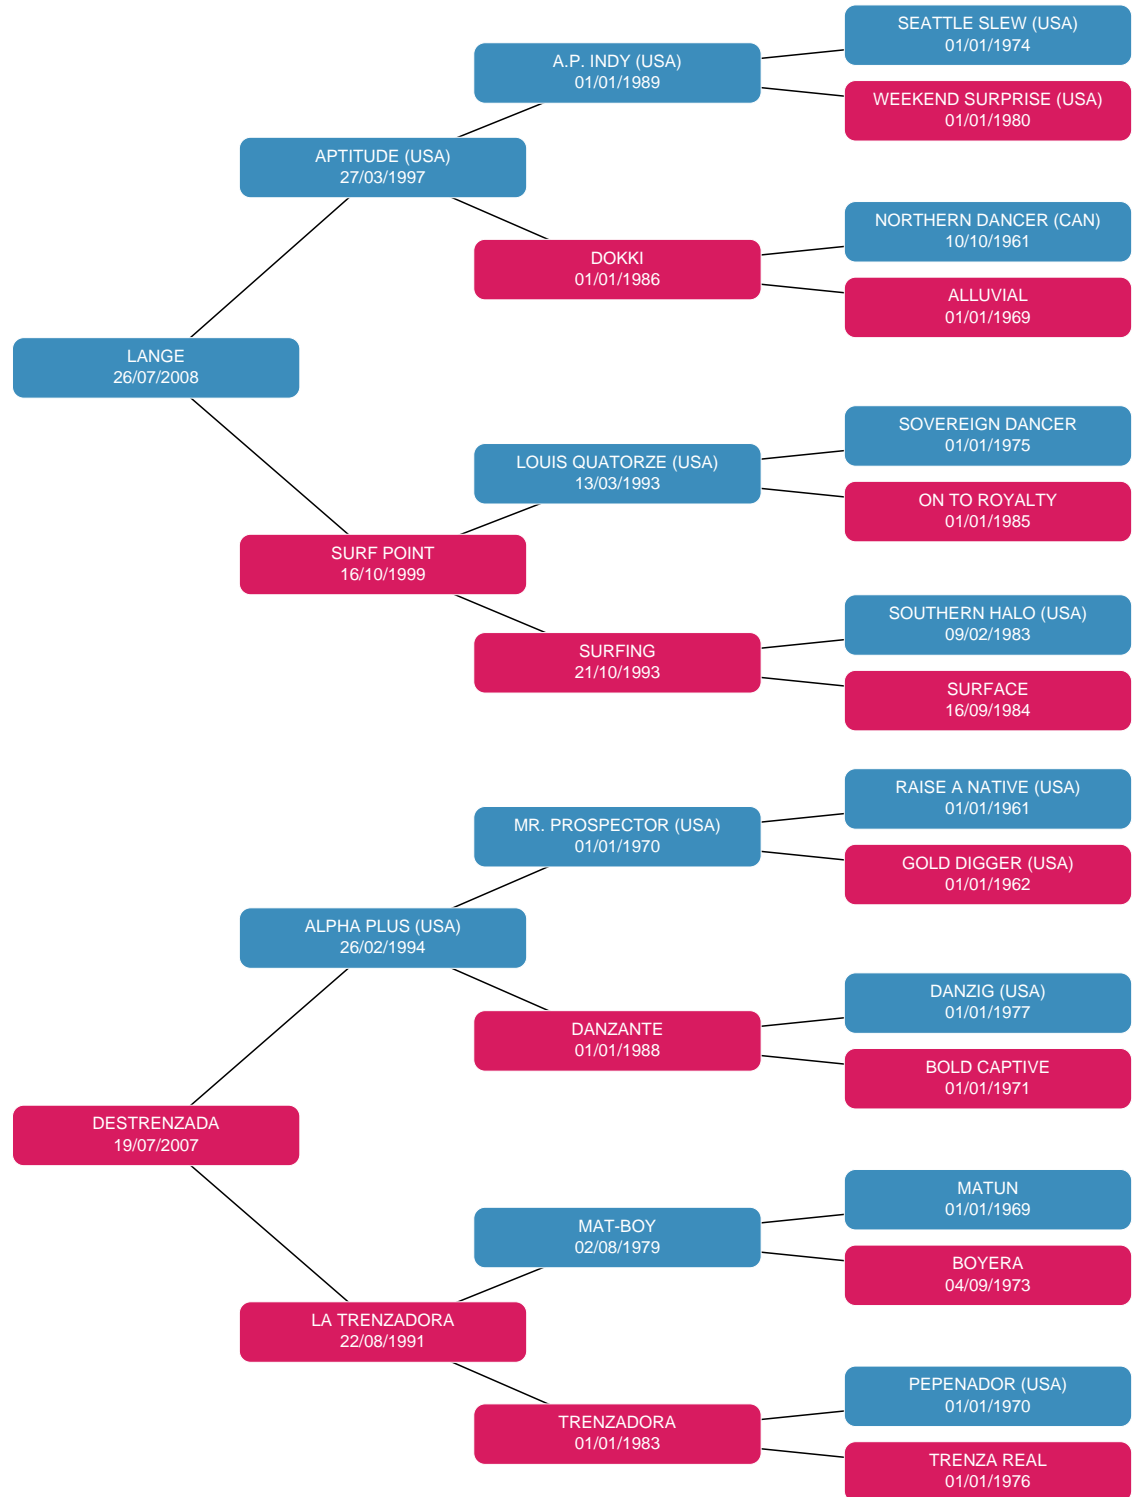 SEATTLE SLEW (USA)
01/01/1974
A.P. INDY (USA)
01/01/1989
WEEKEND SURPRISE (USA)
01/01/1980
APTITUDE (USA)
27/03/1997
NORTHERN DANCER (CAN)
10/10/1961
DOKKI
01/01/1986
ALLUVIAL
01/01/1969
LANGE
26/07/2008
SOVEREIGN DANCER
01/01/1975
LOUIS QUATORZE (USA)
13/03/1993
ON TO ROYALTY
01/01/1985
SURF POINT
16/10/1999
SOUTHERN HALO (USA)
09/02/1983
SURFING
21/10/1993
SURFACE
16/09/1984
RAISE A NATIVE (USA)
01/01/1961
MR. PROSPECTOR (USA)
01/01/1970
GOLD DIGGER (USA)
01/01/1962
ALPHA PLUS (USA)
26/02/1994
DANZIG (USA)
01/01/1977
DANZANTE
01/01/1988
BOLD CAPTIVE
01/01/1971
DESTRENZADA
19/07/2007
MATUN
01/01/1969
MAT-BOY
02/08/1979
BOYERA
04/09/1973
LA TRENZADORA
22/08/1991
PEPENADOR (USA)
01/01/1970
TRENZADORA
01/01/1983
TRENZA REAL
01/01/1976